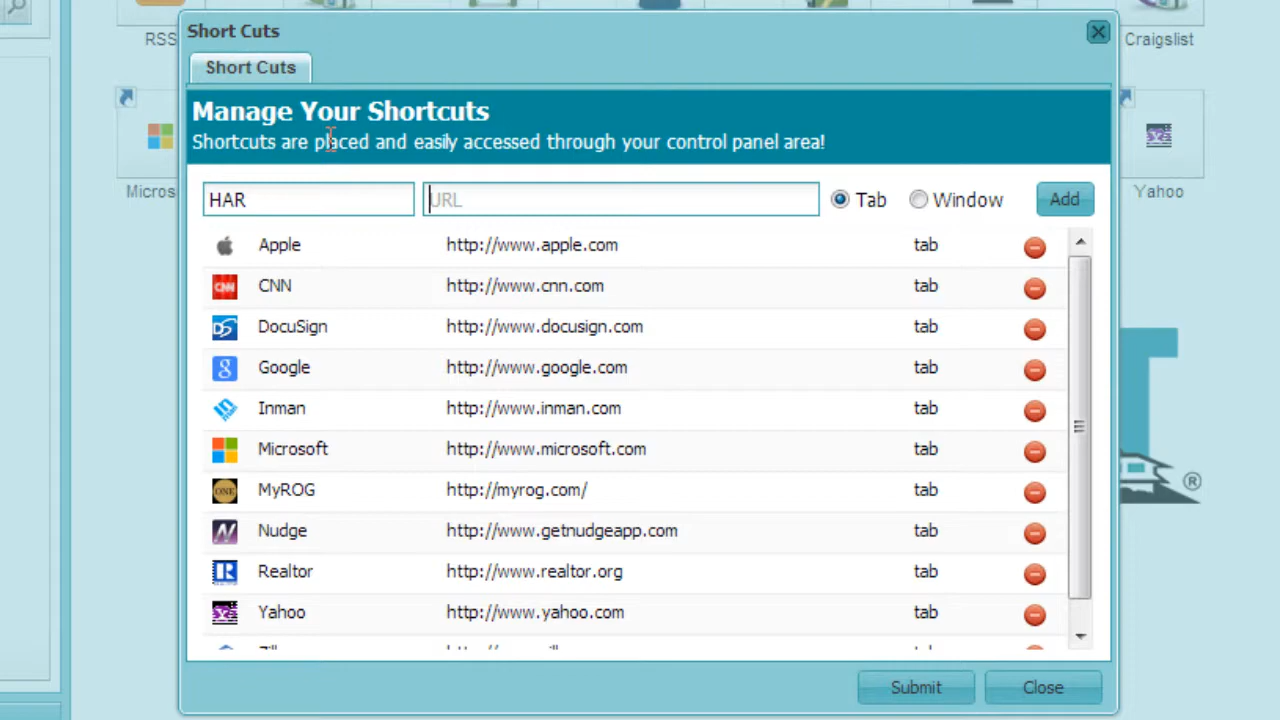 RSS
Craigslist
Micros
Yahoo
Short Cuts
Short Cuts
Manage Your Shortcuts
Shortcuts are placed and easily accessed through your control panel area!
HAR URL Tab Window Add
Apple http://www.apple.com tab
CNN http://www.cnn.com tab
DocuSign http://www.docusign.com tab
Google http://www.google.com tab
Inman http://www.inman.com tab
Microsoft http://www.microsoft.com tab
MyROG http://myrog.com/ tab
Nudge http://www.getnudgeapp.com tab
Realtor http://www.realtor.org tab
Yahoo http://www.yahoo.com tab
Submit Close
®